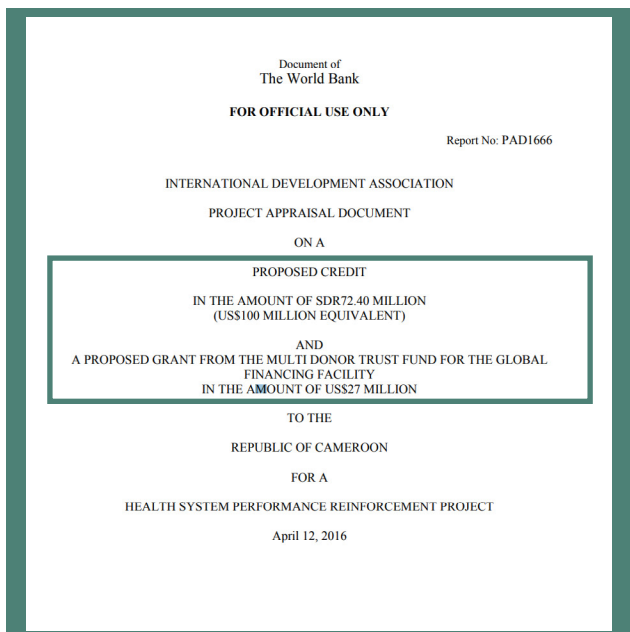 Document of
The World Bank
FOR OFFICIAL USE ONLY
Report No: PAD1666
INTERNATIONAL DEVELOPMENT ASSOCIATION
PROJECT APPRAISAL DOCUMENT
ON A
PROPOSED CREDIT
IN THE AMOUNT OF SDR72.40 MILLION
(US$100 MILLION EQUIVALENT)
AND
A PROPOSED GRANT FROM THE MULTI DONOR TRUST FUND FOR THE GLOBAL
FINANCING FACILITY
IN THE AMOUNT OF US$27 MILLION
TO THE
REPUBLIC OF CAMEROON
FOR A
HEALTH SYSTEM PERFORMANCE REINFORCEMENT PROJECT
April 12, 2016